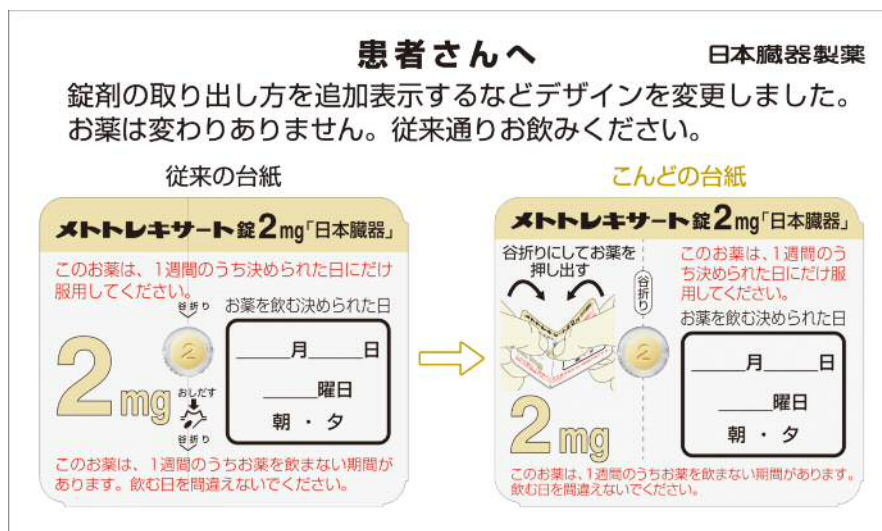 患者さんへ
日本臓器製薬
錠剤の取り出し方を追加表示するなどデザインを変更しました。
お薬は変わりありません。従来通りお飲みください。
従来の台紙
メトトレキサート錠2mg「日本臓器」
このお薬は、1週間のうち決められた日にだけ
服用してください。
谷折り
お薬を飲む決められた日
2
2mg
月 日
曜日
朝・夕
おしだす
谷折り
このお薬は、1週間のうちお薬を飲まない期間が
あります。飲む日を間違えないでください。
こんどの台紙
メトトレキサート錠2mg「日本臓器」
谷折りにしてお薬を
押し出す
谷折り
このお薬は、1週間のう
ち決められた日にだけ服
用してください。
お薬を飲む決められた日
2
2mg
月 日
曜日
朝・夕
このお薬は、1週間のうちお薬を飲まない期間があります。
飲む日を間違えないでください。